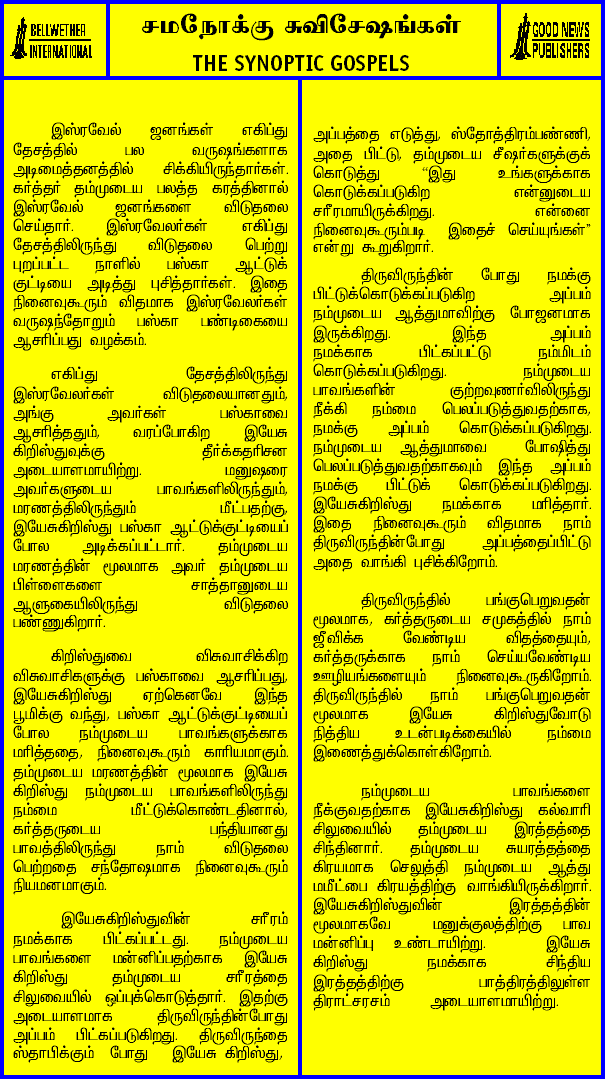 BELLWETHER
INTERNATIONAL
சமநோக்கு சுவிசேஷங்கள்
THE SYNOPTIC GOSPELS
GOOD NEWS
PUBLISHERS
இஸ்ரவேல் ஜனங்கள் எகிப்து
தேசத்தில் பல வருஷங்களாக
அடிமைத்தனத்தில் சிக்கியிருந்தார்கள்.
கர்த்தர் தம்முடைய பலத்த கரத்தினால்
இஸ்ரவேல் ஜனங்களை விடுதலை
செய்தார். இஸ்ரவேலர்கள் எகிப்து
தேசத்திலிருந்து விடுதலை பெற்று
புறப்பட்ட நாளில் பஸ்கா ஆட்டுக்
குட்டியை அடித்து புசித்தார்கள். இதை
நினைவுகூரும் விதமாக இஸ்ரவேலர்கள்
வருஷந்தோறும் பஸ்கா பண்டிகையை
ஆசரிப்பது வழக்கம்.
எகிப்து தேசத்திலிருந்து
இஸ்ரவேலர்கள் விடுதலையானதும்,
அங்கு அவர்கள் பஸ்காவை
ஆசரித்ததும், வரப்போகிற இயேசு
கிறிஸ்துவுக்கு தீர்க்கதரிசன
அடையாளமாயிற்று. மனுஷரை
அவர்களுடைய பாவங்களிலிருந்தும்,
மரணத்திலிருந்தும் மீட்பதற்கு,
இயேசுகிறிஸ்து பஸ்கா ஆட்டுக்குட்டியைப்
போல அடிக்கப்பட்டார். தம்முடைய
மரணத்தின் மூலமாக அவர் தம்முடைய
பிள்ளைகளை சாத்தானுடைய
ஆளுகையிலிருந்து விடுதலை
பண்ணுகிறார்.
கிறிஸ்துவை விசுவாசிக்கிற
விசுவாசிகளுக்கு பஸ்காவை ஆசரிப்பது,
இயேசுகிறிஸ்து ஏற்கெனவே இந்த
பூமிக்கு வந்து, பஸ்கா ஆட்டுக்குட்டியைப்
போல நம்முடைய பாவங்களுக்காக
மரித்ததை, நினைவுகூரும் காரியமாகும்.
தம்முடைய மரணத்தின் மூலமாக இயேசு
கிறிஸ்து நம்முடைய பாவங்களிலிருந்து
நம்மை மீட்டுக்கொண்டதினால்,
கர்த்தருடைய பந்தியானது
பாவத்திலிருந்து நாம் விடுதலை
பெற்றதை சந்தோஷமாக நினைவுகூரும்
நியமனமாகும்.
இயேசுகிறிஸ்துவின் சரீரம்
நமக்காக பிட்கப்பட்டது. நம்முடைய
பாவங்களை மன்னிப்பதற்காக இயேசு
கிறிஸ்து தம்முடைய சரீரத்தை
சிலுவையில் ஒப்புக்கொடுத்தார். இதற்கு
அடையாளமாக திருவிருந்தின்போது
அப்பம் பிட்கப்படுகிறது. திருவிருந்தை
ஸ்தாபிக்கும் போது இயேசு கிறிஸ்து,
அப்பத்தை எடுத்து, ஸ்தோத்திரம்பண்ணி,
அதை பிட்டு, தம்முடைய சீஷர்களுக்குக்
கொடுத்து “இது உங்களுக்காக
கொடுக்கப்படுகிற என்னுடைய
சரீரமாயிருக்கிறது. என்னை
நினைவுகூரும்படி இதைச் செய்யுங்கள்”
என்று கூறுகிறார்.
திருவிருந்தின் போது நமக்கு
பிட்டுக்கொடுக்கப்படுகிற அப்பம்
நம்முடைய ஆத்துமாவிற்கு போஜனமாக
இருக்கிறது. இந்த அப்பம்
நமக்காக பிட்கப்பட்டு நம்மிடம்
கொடுக்கப்படுகிறது. நம்முடைய
பாவங்களின் குற்றவுணர்விலிருந்து
நீக்கி நம்மை பெலப்படுத்துவதற்காக,
நமக்கு அப்பம் கொடுக்கப்படுகிறது.
நம்முடைய ஆத்துமாவை போஷித்து
பெலப்படுத்துவதற்காகவும் இந்த அப்பம்
நமக்கு பிட்டுக் கொடுக்கப்படுகிறது.
இயேசுகிறிஸ்து நமக்காக மரித்தார்.
இதை நினைவுகூரும் விதமாக நாம்
திருவிருந்தின்போது அப்பத்தைப்பிட்டு
அதை வாங்கி புசிக்கிறோம்.
திருவிருந்தில் பங்குபெறுவதன்
மூலமாக, கர்த்தருடைய சமுகத்தில் நாம்
ஜீவிக்க வேண்டிய விதத்தையும்,
கர்த்தருக்காக நாம் செய்யவேண்டிய
ஊழியங்களையும் நினைவுகூருகிறோம்.
திருவிருந்தில் நாம் பங்குபெறுவதன்
மூலமாக இயேசு கிறிஸ்துவோடு
நித்திய உடன்படிக்கையில் நம்மை
இணைத்துக்கொள்கிறோம்.
நம்முடைய பாவங்களை
நீக்குவதற்காக இயேசுகிறிஸ்து கல்வாரி
சிலுவையில் தம்முடைய இரத்தத்தை
சிந்தினார். தம்முடைய சுயரத்தத்தை
கிரயமாக செலுத்தி நம்முடைய ஆத்து
மமீட்பை கிரயத்திற்கு வாங்கியிருக்கிறார்.
இயேசுகிறிஸ்துவின் இரத்தத்தின்
மூலமாகவே மனுக்குலத்திற்கு பாவ
மன்னிப்பு உண்டாயிற்று. இயேசு
கிறிஸ்து நமக்காக சிந்திய
இரத்தத்திற்கு பாத்திரத்திலுள்ள
திராட்சரசம் அடையாளமாயிற்று.